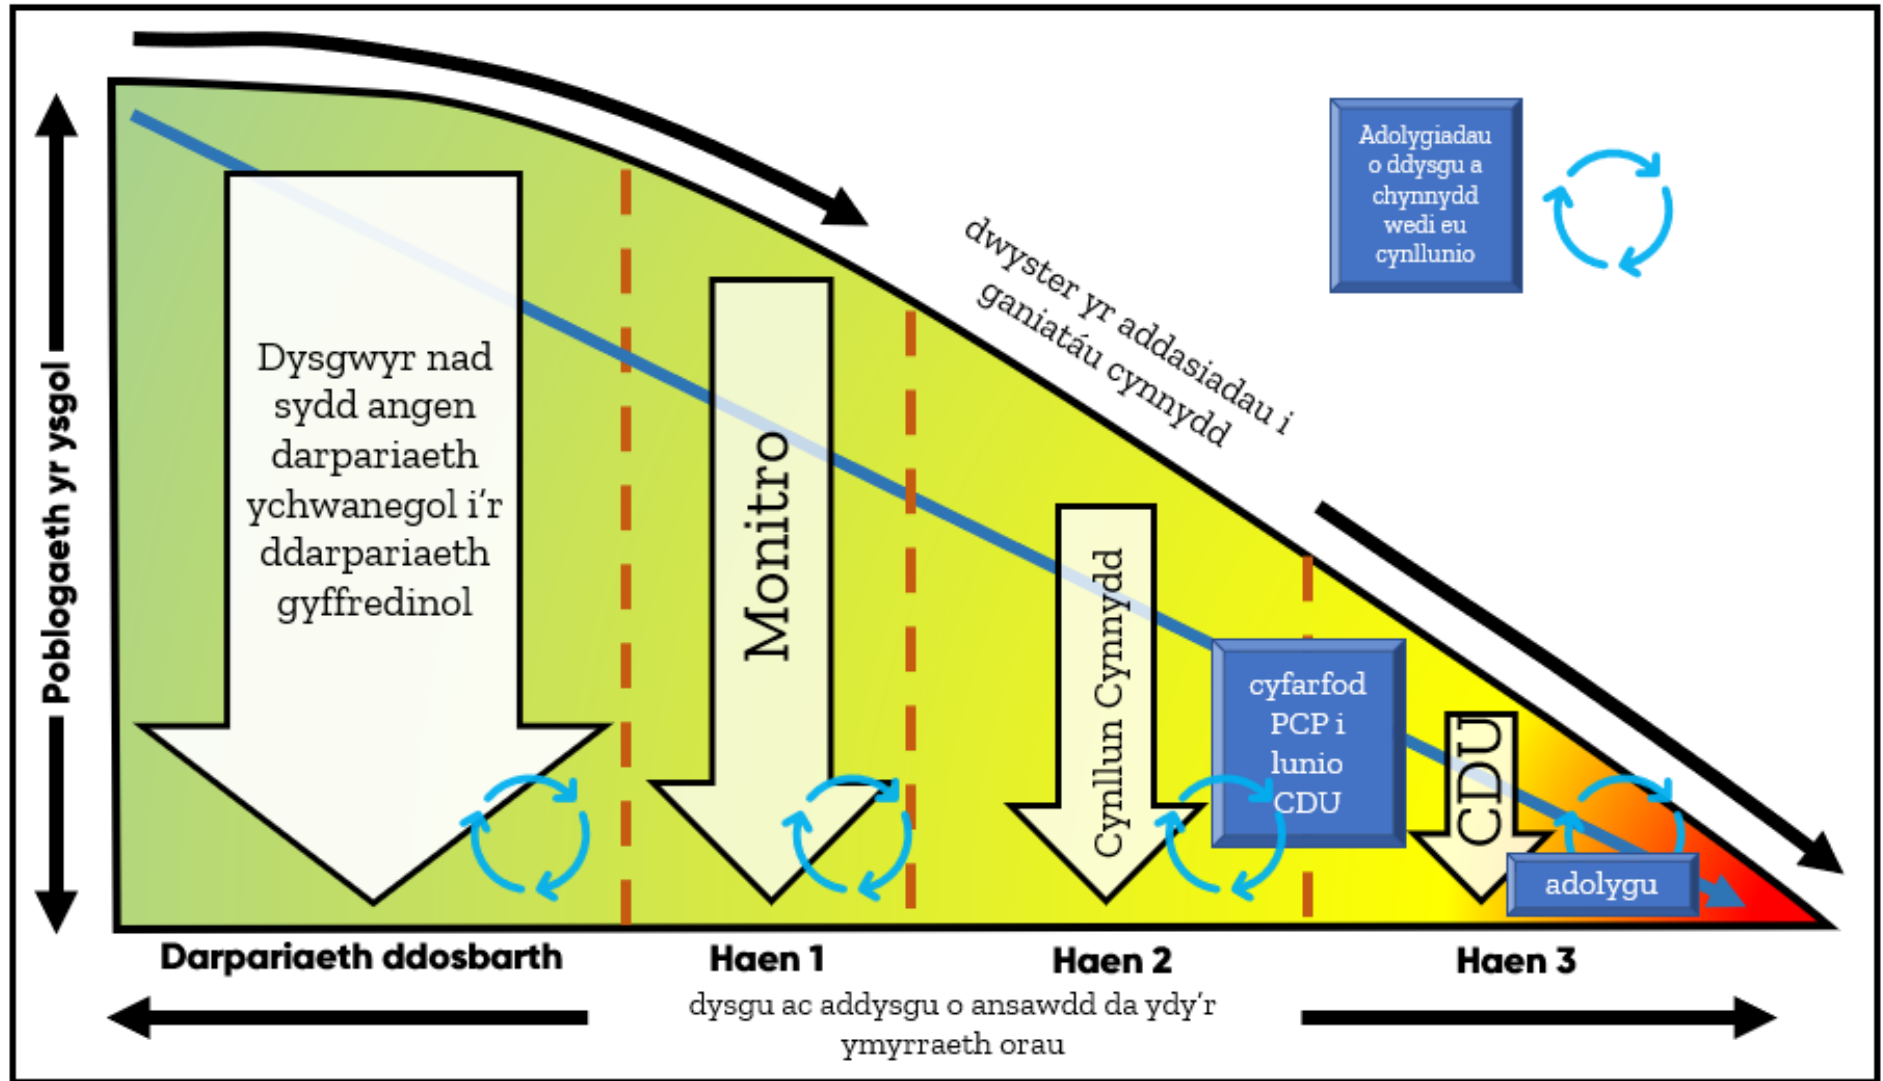 Adolygiadau
o ddysgu a
chynnydd
wedi eu
cynllunio
dwyster yr addasiadau i
ganiatáu cynnydd
Poblogaeth yr ysgol
Dysgwyr nad
sydd angen
darpariaeth
ychwanegol i'r
ddarpariaeth
gyffredinol
Monitro
Cynllun Cynnydd
cyfarfod
PCP i
lunio
CDU
CDU
adolygu
Darpariaeth ddosbarth
Haen 1
Haen 2
Haen 3
dysgu ac addysgu o ansawdd da ydy'r
ymyrraeth orau